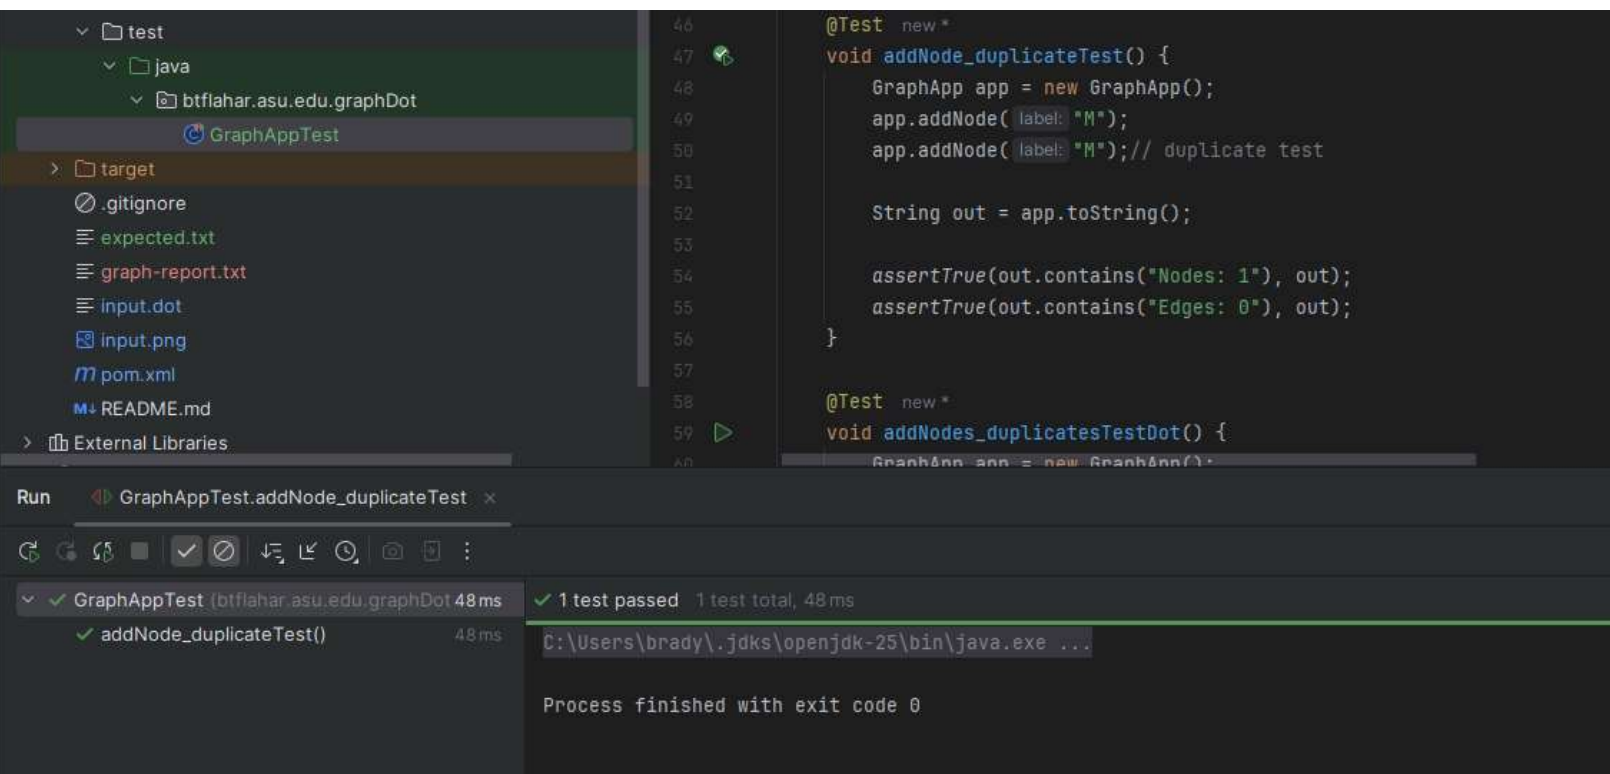 test
java
btflahar.asu.edu.graphDot
GraphAppTest
target
.gitignore
expected.txt
graph-report.txt
input.dot
input.png
pom.xml
README.md
External Libraries
46 @Test new *
47 void addNode_duplicateTest() {
48 GraphApp app = new GraphApp();
49 app.addNode( label: "M");
50 app.addNode( label: "M");// duplicate test
51
52 String out = app.toString();
53
54 assertTrue(out.contains("Nodes: 1"), out);
55 assertTrue(out.contains("Edges: 0"), out);
56 }
57
58 @Test new *
59 void addNodes_duplicatesTestDot() {
60 GraphApp app = new GraphApp();
Run GraphAppTest.addNode_duplicateTest
GraphAppTest (btflahar.asu.edu.graphDot 48 ms
addNode_duplicateTest() 48 ms
1 test passed 1 test total, 48 ms
C:\Users\brady\.jdks\openjdk-25\bin\java.exe ...
Process finished with exit code 0